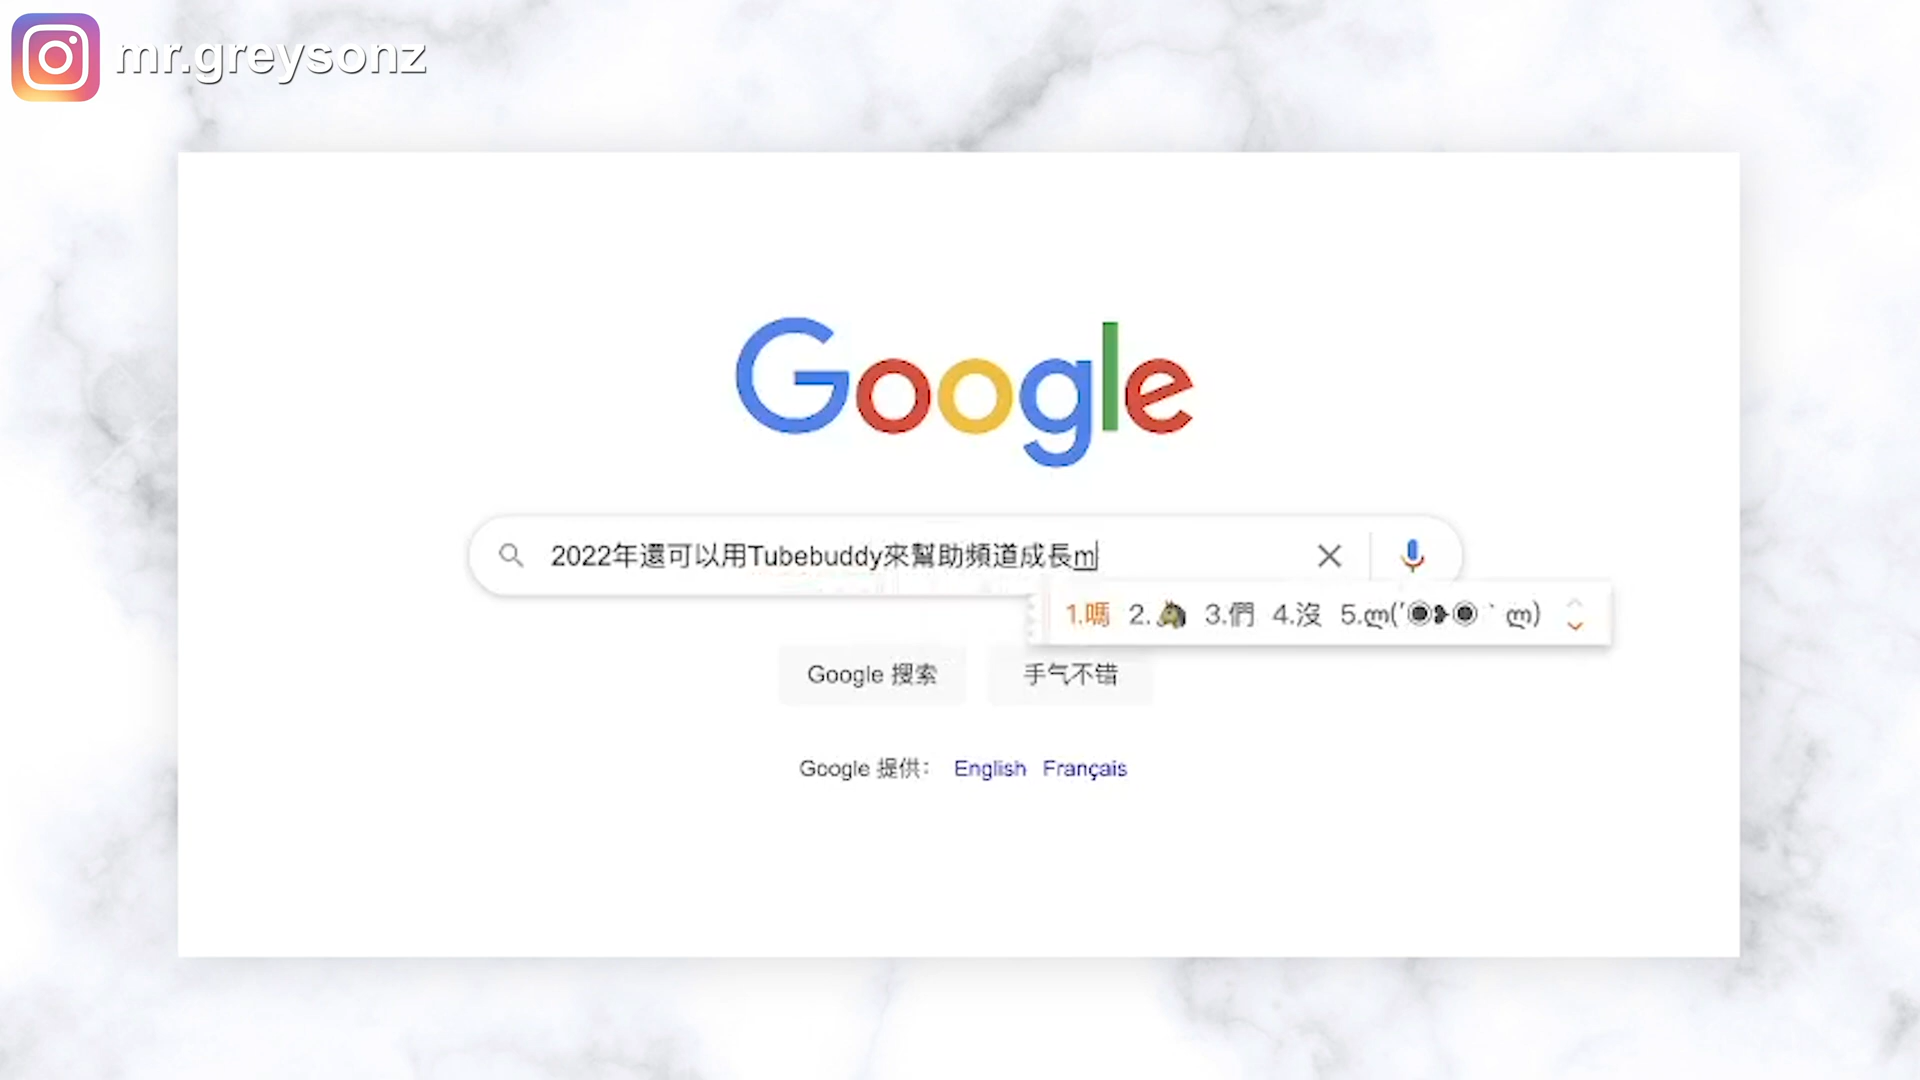 mr.greysonz
Google
2022年還可以用Tubebuddy來幫助頻道成長m
1.嗎 2.🐴 3.們 4.沒 5.ლ(´◉❥◉｀ლ)
Google 搜索 手气不错
Google 提供： English Français